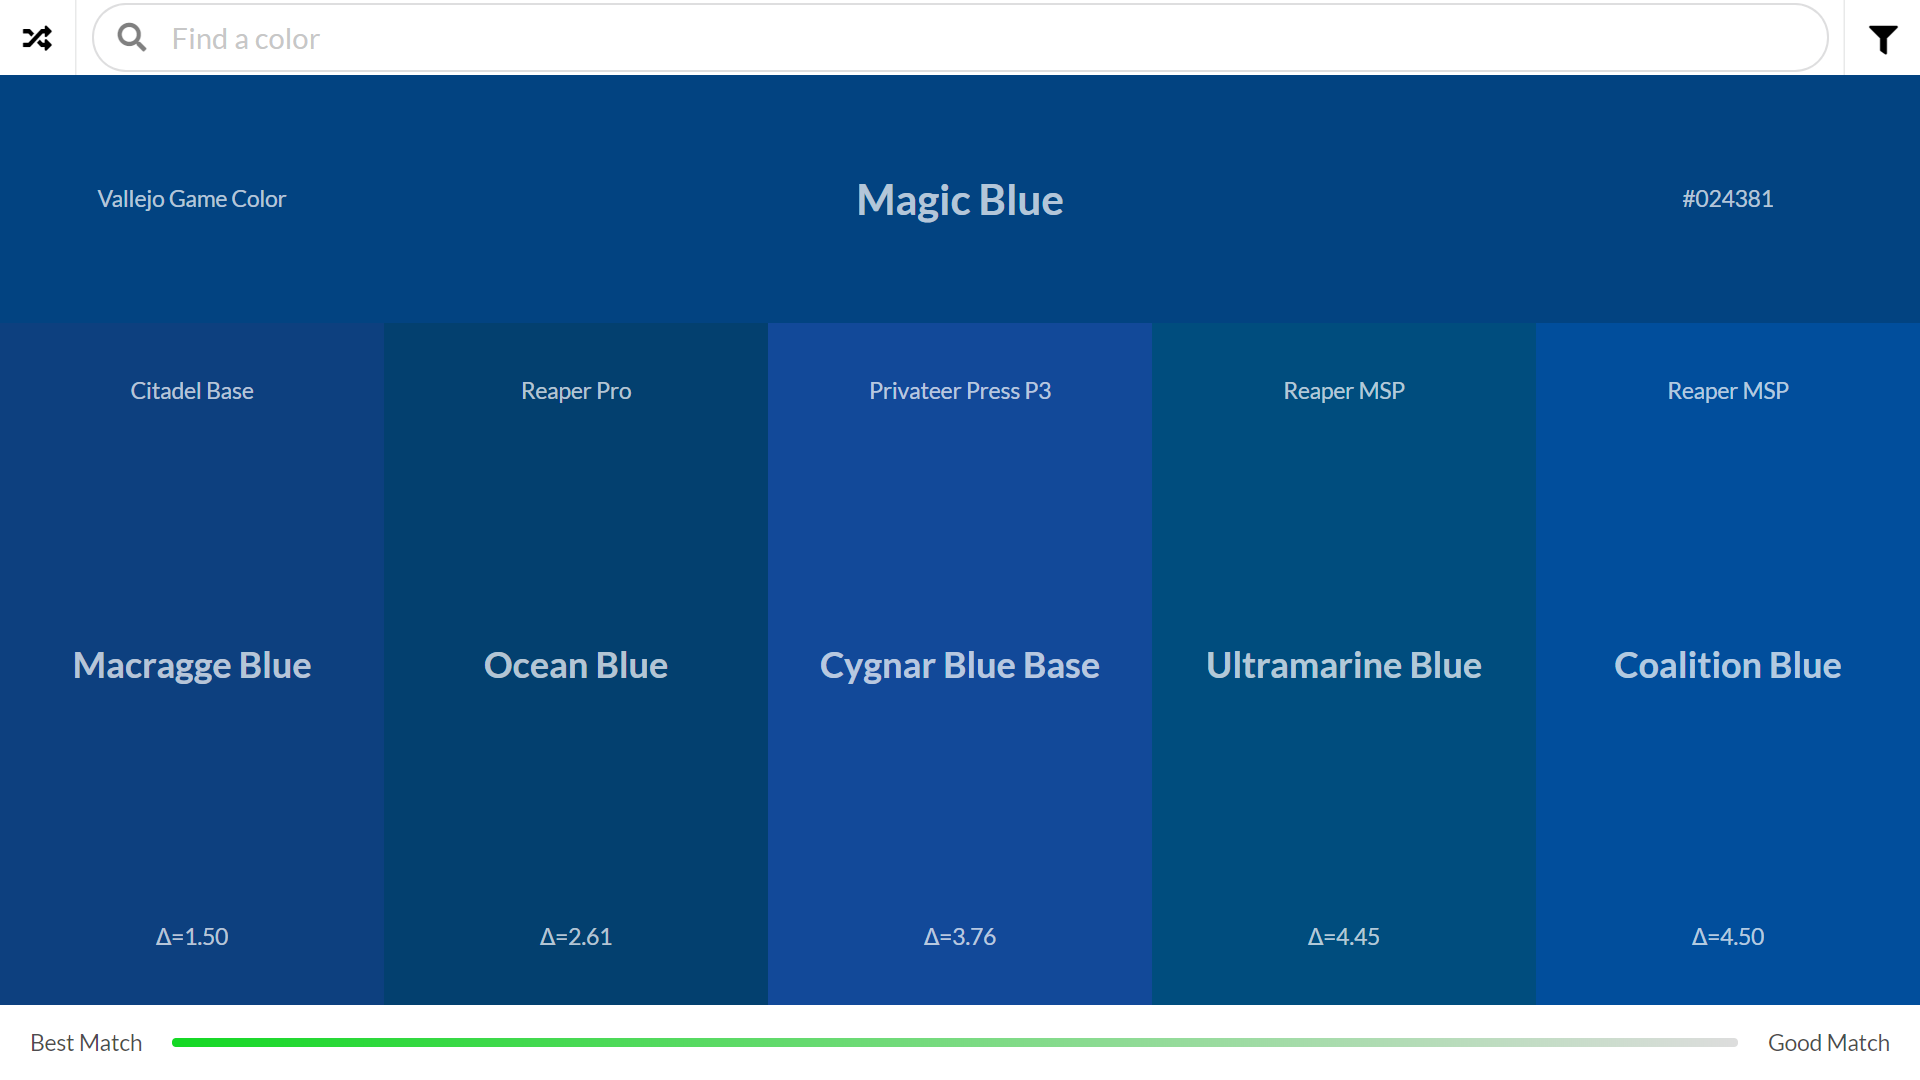 Find a color
Vallejo Game Color
Magic Blue
#024381
Citadel Base
Macragge Blue
Δ=1.50
Reaper Pro
Ocean Blue
Δ=2.61
Privateer Press P3
Cygnar Blue Base
Δ=3.76
Reaper MSP
Ultramarine Blue
Δ=4.45
Reaper MSP
Coalition Blue
Δ=4.50
Best Match
Good Match